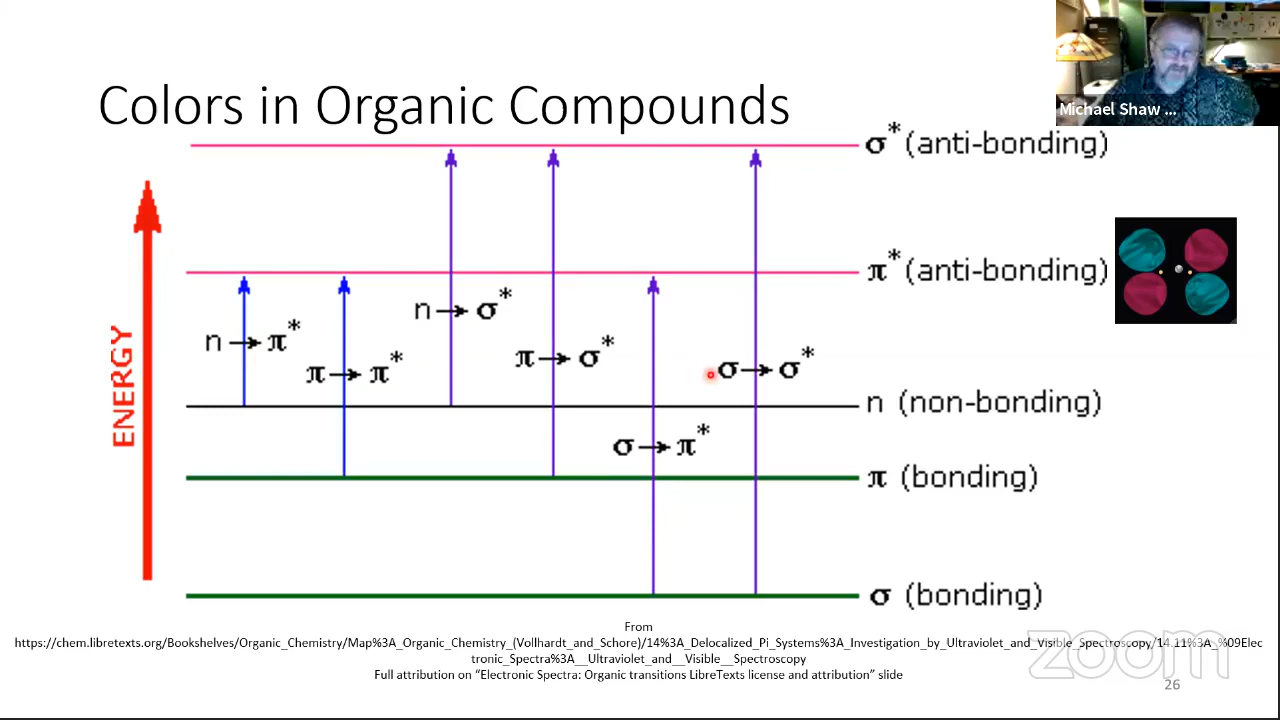 Colors in Organic Compounds
Michael Shaw ...
σ* (anti-bonding)
π* (anti-bonding)
n → σ*
n → π*
π → σ*
π → π*
σ → σ*
n (non-bonding)
ENERGY
σ → π*
π (bonding)
σ (bonding)
From
https://chem.libretexts.org/Bookshelves/Organic_Chemistry/Map%3A_Organic_Chemistry_(Vollhardt_and_Schore)/14%3A_Delocalized_Pi_Systems%3A_Investigation_by_Ultraviolet_and_Visible_Spectroscopy/14.11%3A_%09Elec
tronic_Spectra%3A__Ultraviolet_and__Visible__Spectroscopy
Full attribution on “Electronic Spectra: Organic transitions LibreTexts license and attribution” slide
zoom
26